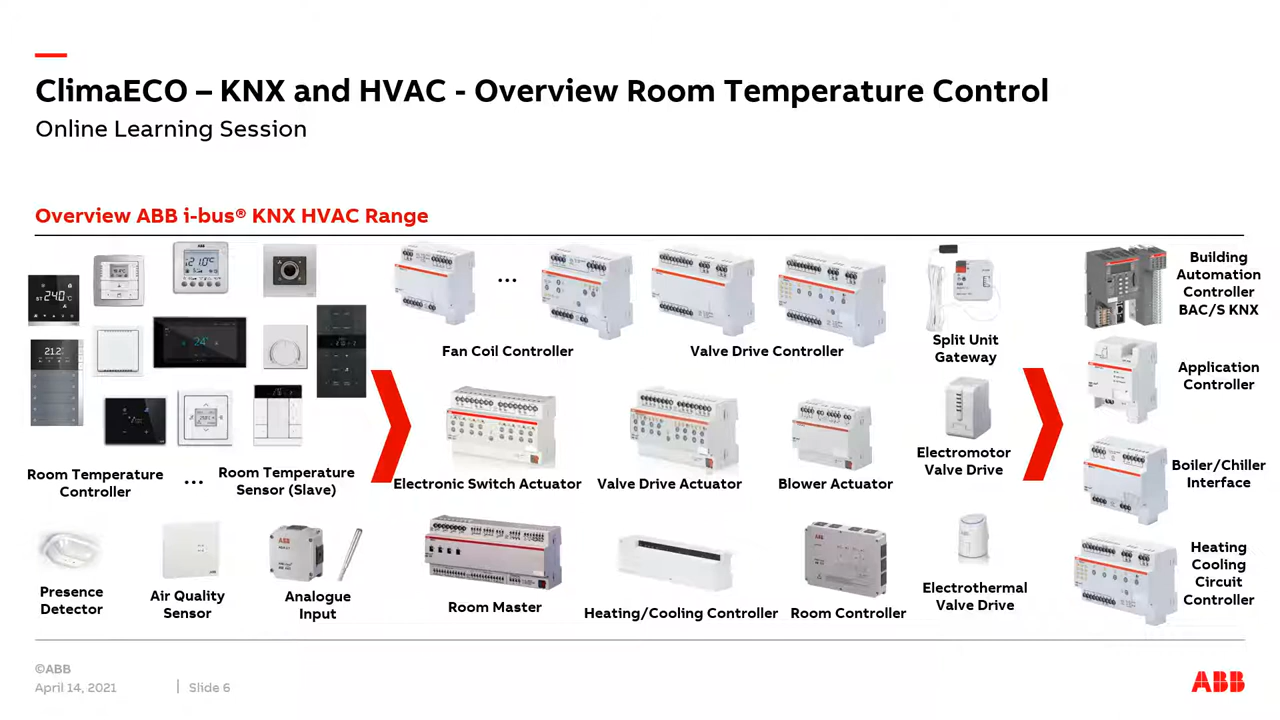 ClimaECO – KNX and HVAC - Overview Room Temperature Control
Online Learning Session
Overview ABB i-bus® KNX HVAC Range
...
Fan Coil Controller
Valve Drive Controller
Split Unit
Gateway
Building
Automation
Controller
BAC/S KNX
Application
Controller
Room Temperature
Controller
...
Room Temperature
Sensor (Slave)
Electronic Switch Actuator
Valve Drive Actuator
Blower Actuator
Electromotor
Valve Drive
Boiler/Chiller
Interface
Presence
Detector
Air Quality
Sensor
ABB
Analogue
Input
Room Master
Heating/Cooling Controller
Room Controller
Electrothermal
Valve Drive
Heating
Cooling
Circuit
Controller
©ABB
April 14, 2021
Slide 6
ABB